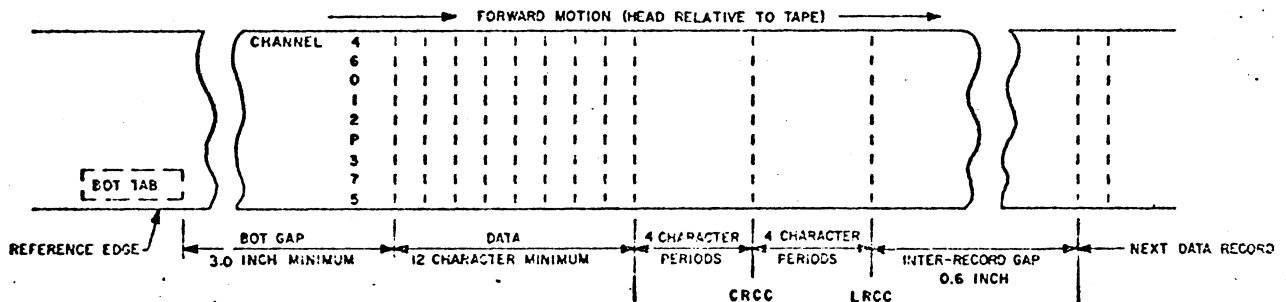 FORWARD MOTION (HEAD RELATIVE TO TAPE)
CHANNEL 4
6
0
1
2
P
3
7
5
BOT TAB
REFERENCE EDGE
BOT GAP
3.0 INCH MINIMUM
DATA
12 CHARACTER MINIMUM
4 CHARACTER
PERIODS
4 CHARACTER
PERIODS
INTER-RECORD GAP
0.6 INCH
NEXT DATA RECORD
CRCC
LRCC